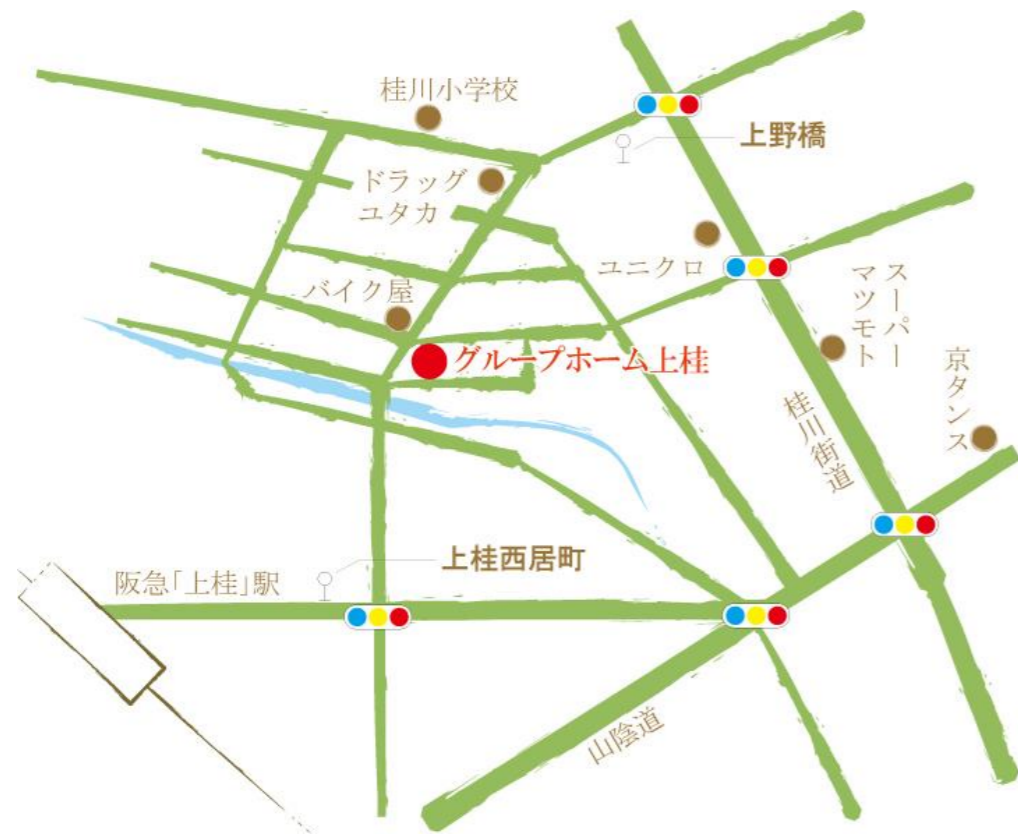 桂川小学校
上野橋
ドラッグ
ユタカ
ユニクロ
スーパー
マツモト
バイク屋
グループホーム上桂
京タンス
桂川街道
上桂西居町
阪急「上桂」駅
山陰道